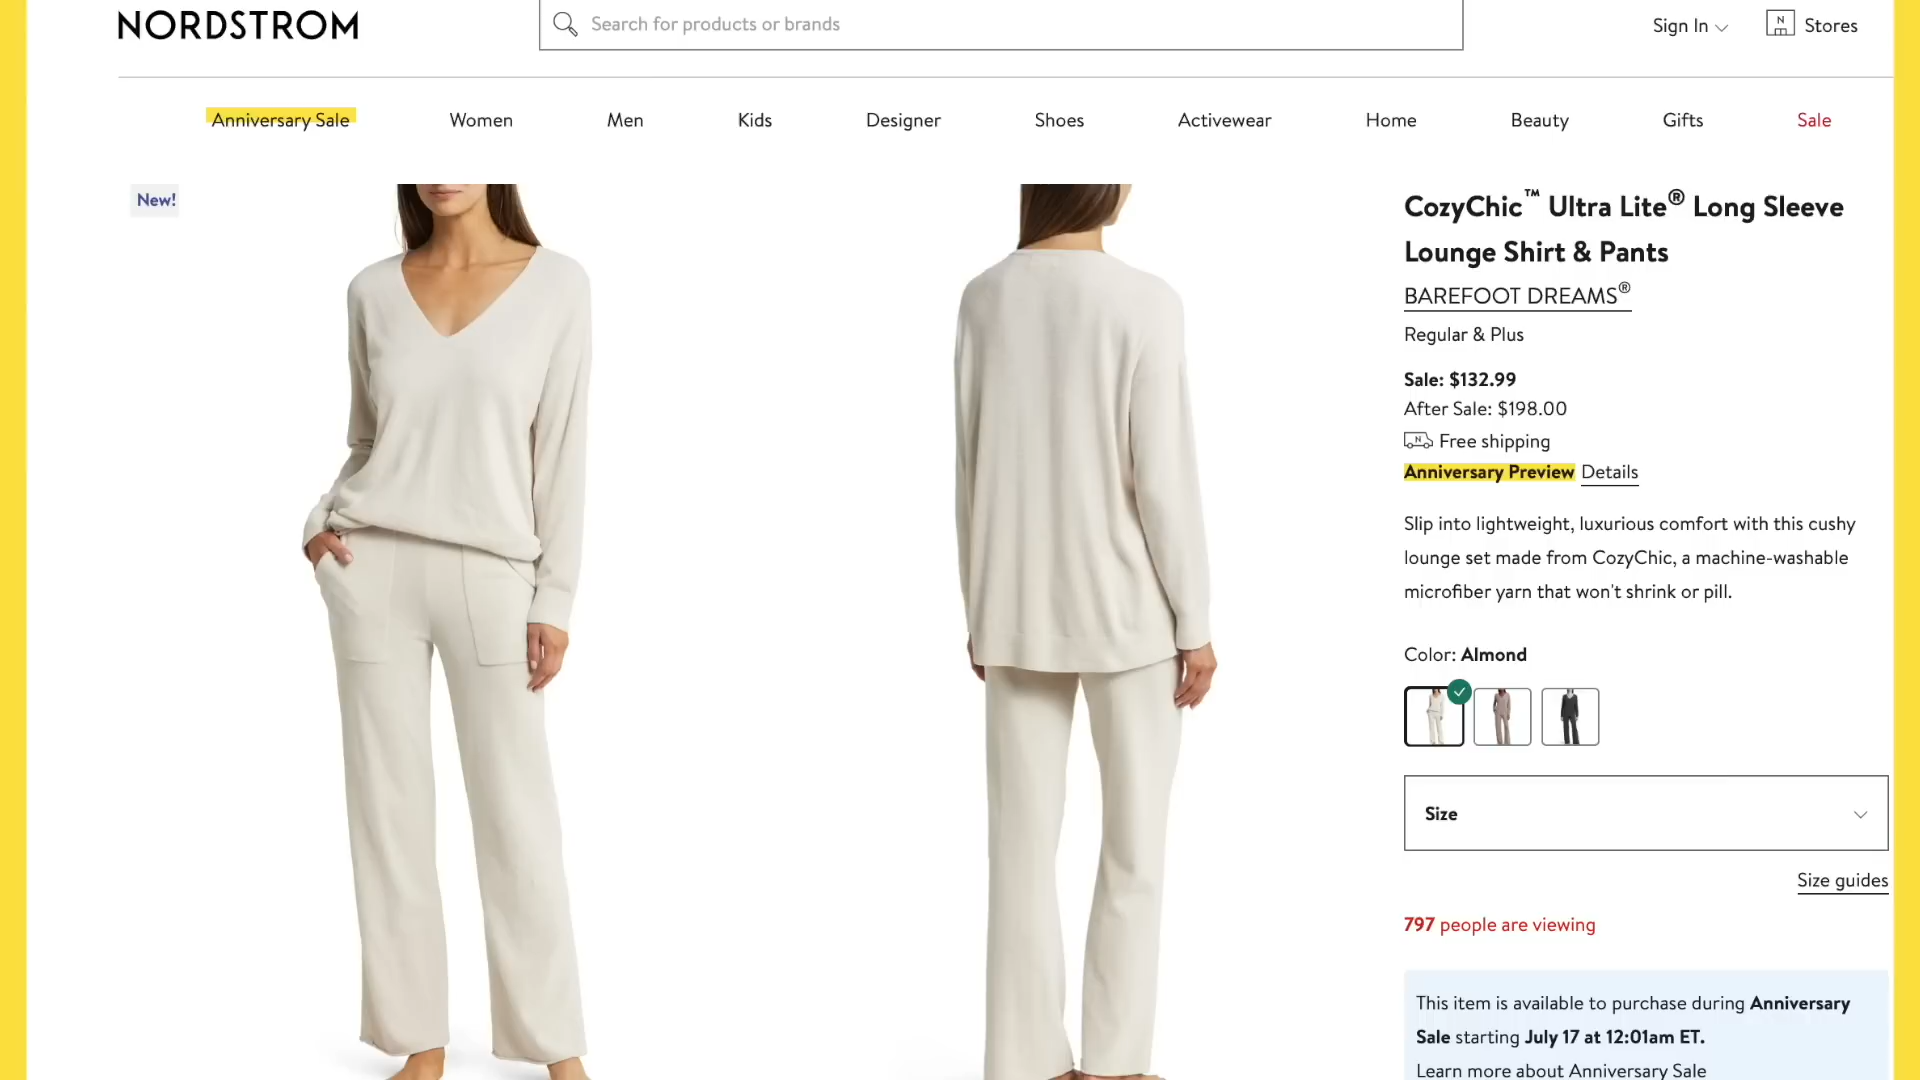 NORDSTROM
Search for products or brands
Sign In
N
Stores
Anniversary Sale
Women
Men
Kids
Designer
Shoes
Activewear
Home
Beauty
Gifts
Sale
New!
CozyChic™ Ultra Lite® Long Sleeve
Lounge Shirt & Pants
BAREFOOT DREAMS®
Regular & Plus
Sale: $132.99
After Sale: $198.00
N Free shipping
Anniversary Preview Details
Slip into lightweight, luxurious comfort with this cushy
lounge set made from CozyChic, a machine-washable
microfiber yarn that won't shrink or pill.
Color: Almond
Size
Size guides
797 people are viewing
This item is available to purchase during Anniversary
Sale starting July 17 at 12:01am ET.
Learn more about Anniversary Sale